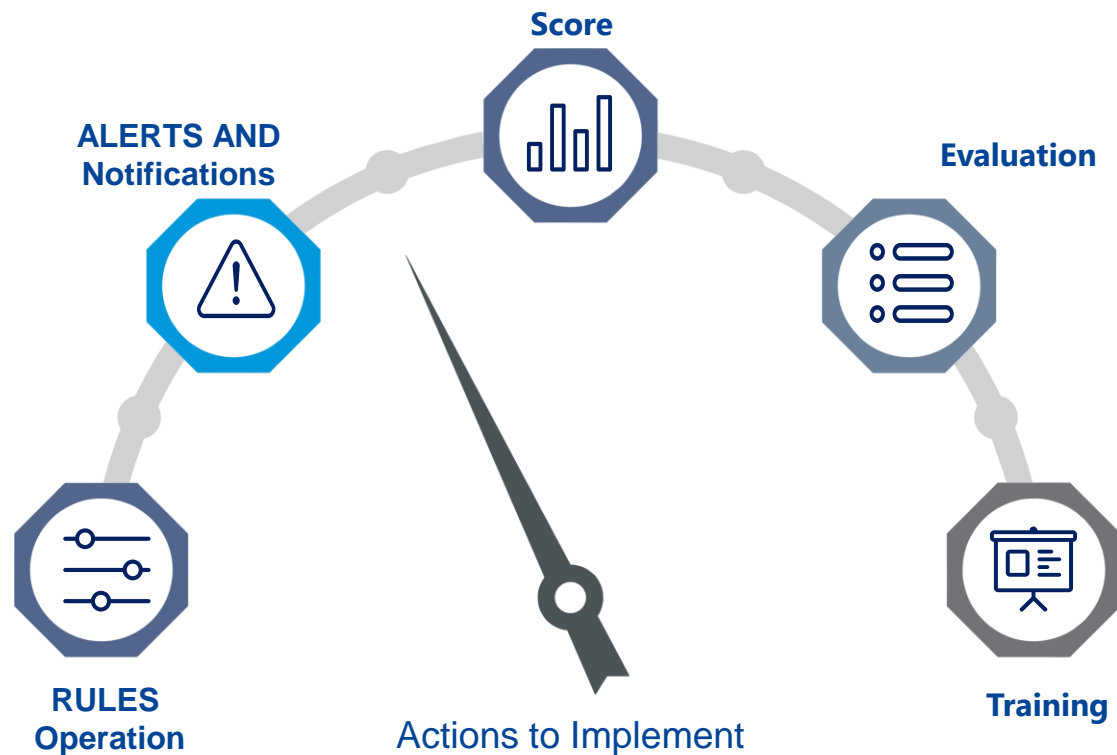 Score
ALERTS AND
Notifications
Evaluation
RULES
Operation
Training
Actions to Implement